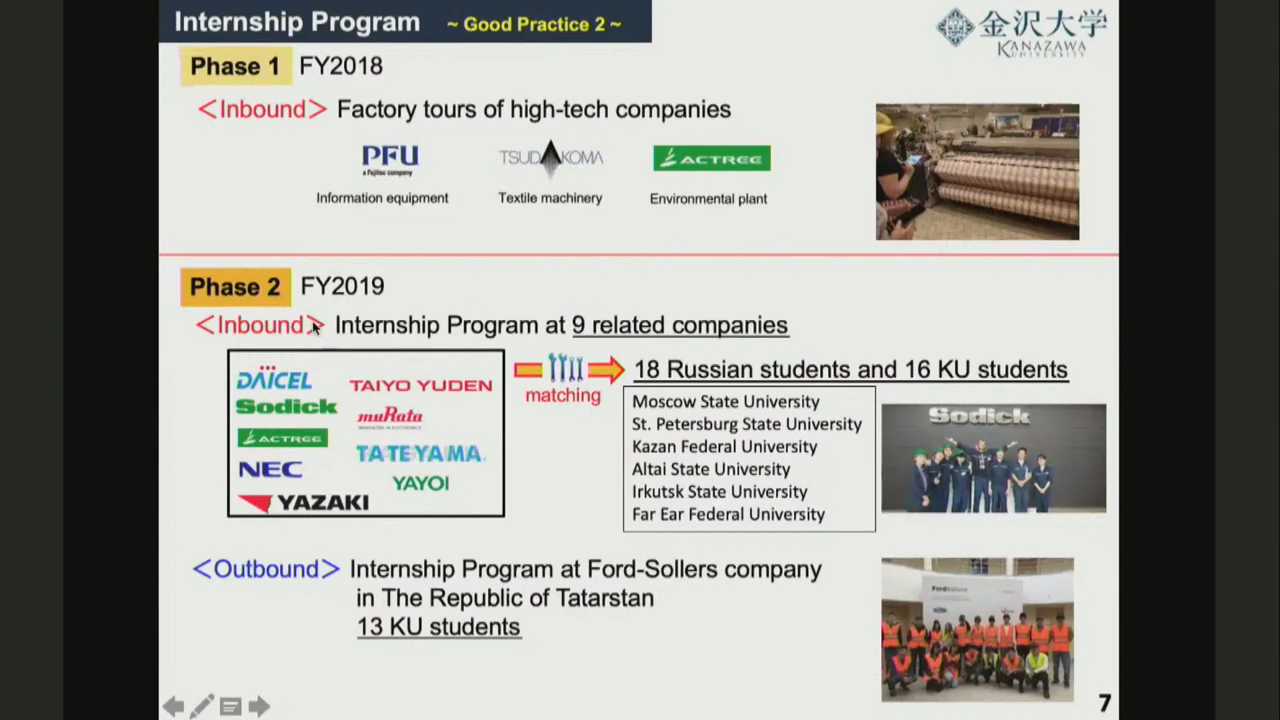 Internship Program ~ Good Practice 2 ~
金沢大学
KANAZAWA
UNIVERSITY
Phase 1 FY2018
＜Inbound＞ Factory tours of high-tech companies
PFU
a Fujitsu company
TSUDAKOMA
ACTREE
Information equipment
Textile machinery
Environmental plant
Phase 2 FY2019
＜Inbound＞ Internship Program at 9 related companies
DAICEL
TAIYO YUDEN
Sodick
muRata
ACTREE
TATEYAMA
NEC
YAYOI
YAZAKI
matching
18 Russian students and 16 KU students
Moscow State University
St. Petersburg State University
Kazan Federal University
Altai State University
Irkutsk State University
Far Ear Federal University
Sodick
＜Outbound＞ Internship Program at Ford-Sollers company
in The Republic of Tatarstan
13 KU students
FordSollers
7